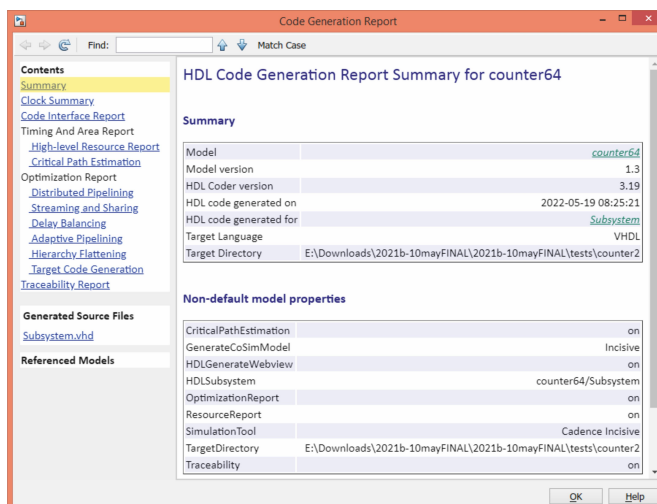 Code Generation Report
Find:
Match Case
Contents
Summary
Clock Summary
Code Interface Report
Timing And Area Report
High-level Resource Report
Critical Path Estimation
Optimization Report
Distributed Pipelining
Streaming and Sharing
Delay Balancing
Adaptive Pipelining
Hierarchy Flattening
Target Code Generation
Traceability Report
Generated Source Files
Subsystem.vhd
Referenced Models
HDL Code Generation Report Summary for counter64
Summary
Model counter64
Model version 1.3
HDL Coder version 3.19
HDL code generated on 2022-05-19 08:25:21
HDL code generated for Subsystem
Target Language VHDL
Target Directory E:\Downloads\2021b-10mayFINAL\2021b-10mayFINAL\tests\counter2
Non-default model properties
CriticalPathEstimation on
GenerateCoSimModel Incisive
HDLGenerateWebview on
HDLSubsystem counter64/Subsystem
OptimizationReport on
ResourceReport on
SimulationTool Cadence Incisive
TargetDirectory E:\Downloads\2021b-10mayFINAL\2021b-10mayFINAL\tests\counter2
Traceability on
OK Help